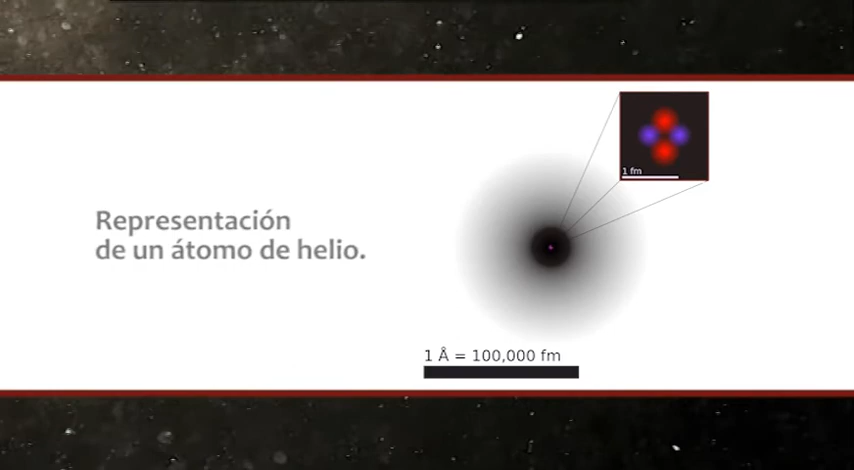 Representación
de un átomo de helio.
1 fm
1 Å = 100,000 fm